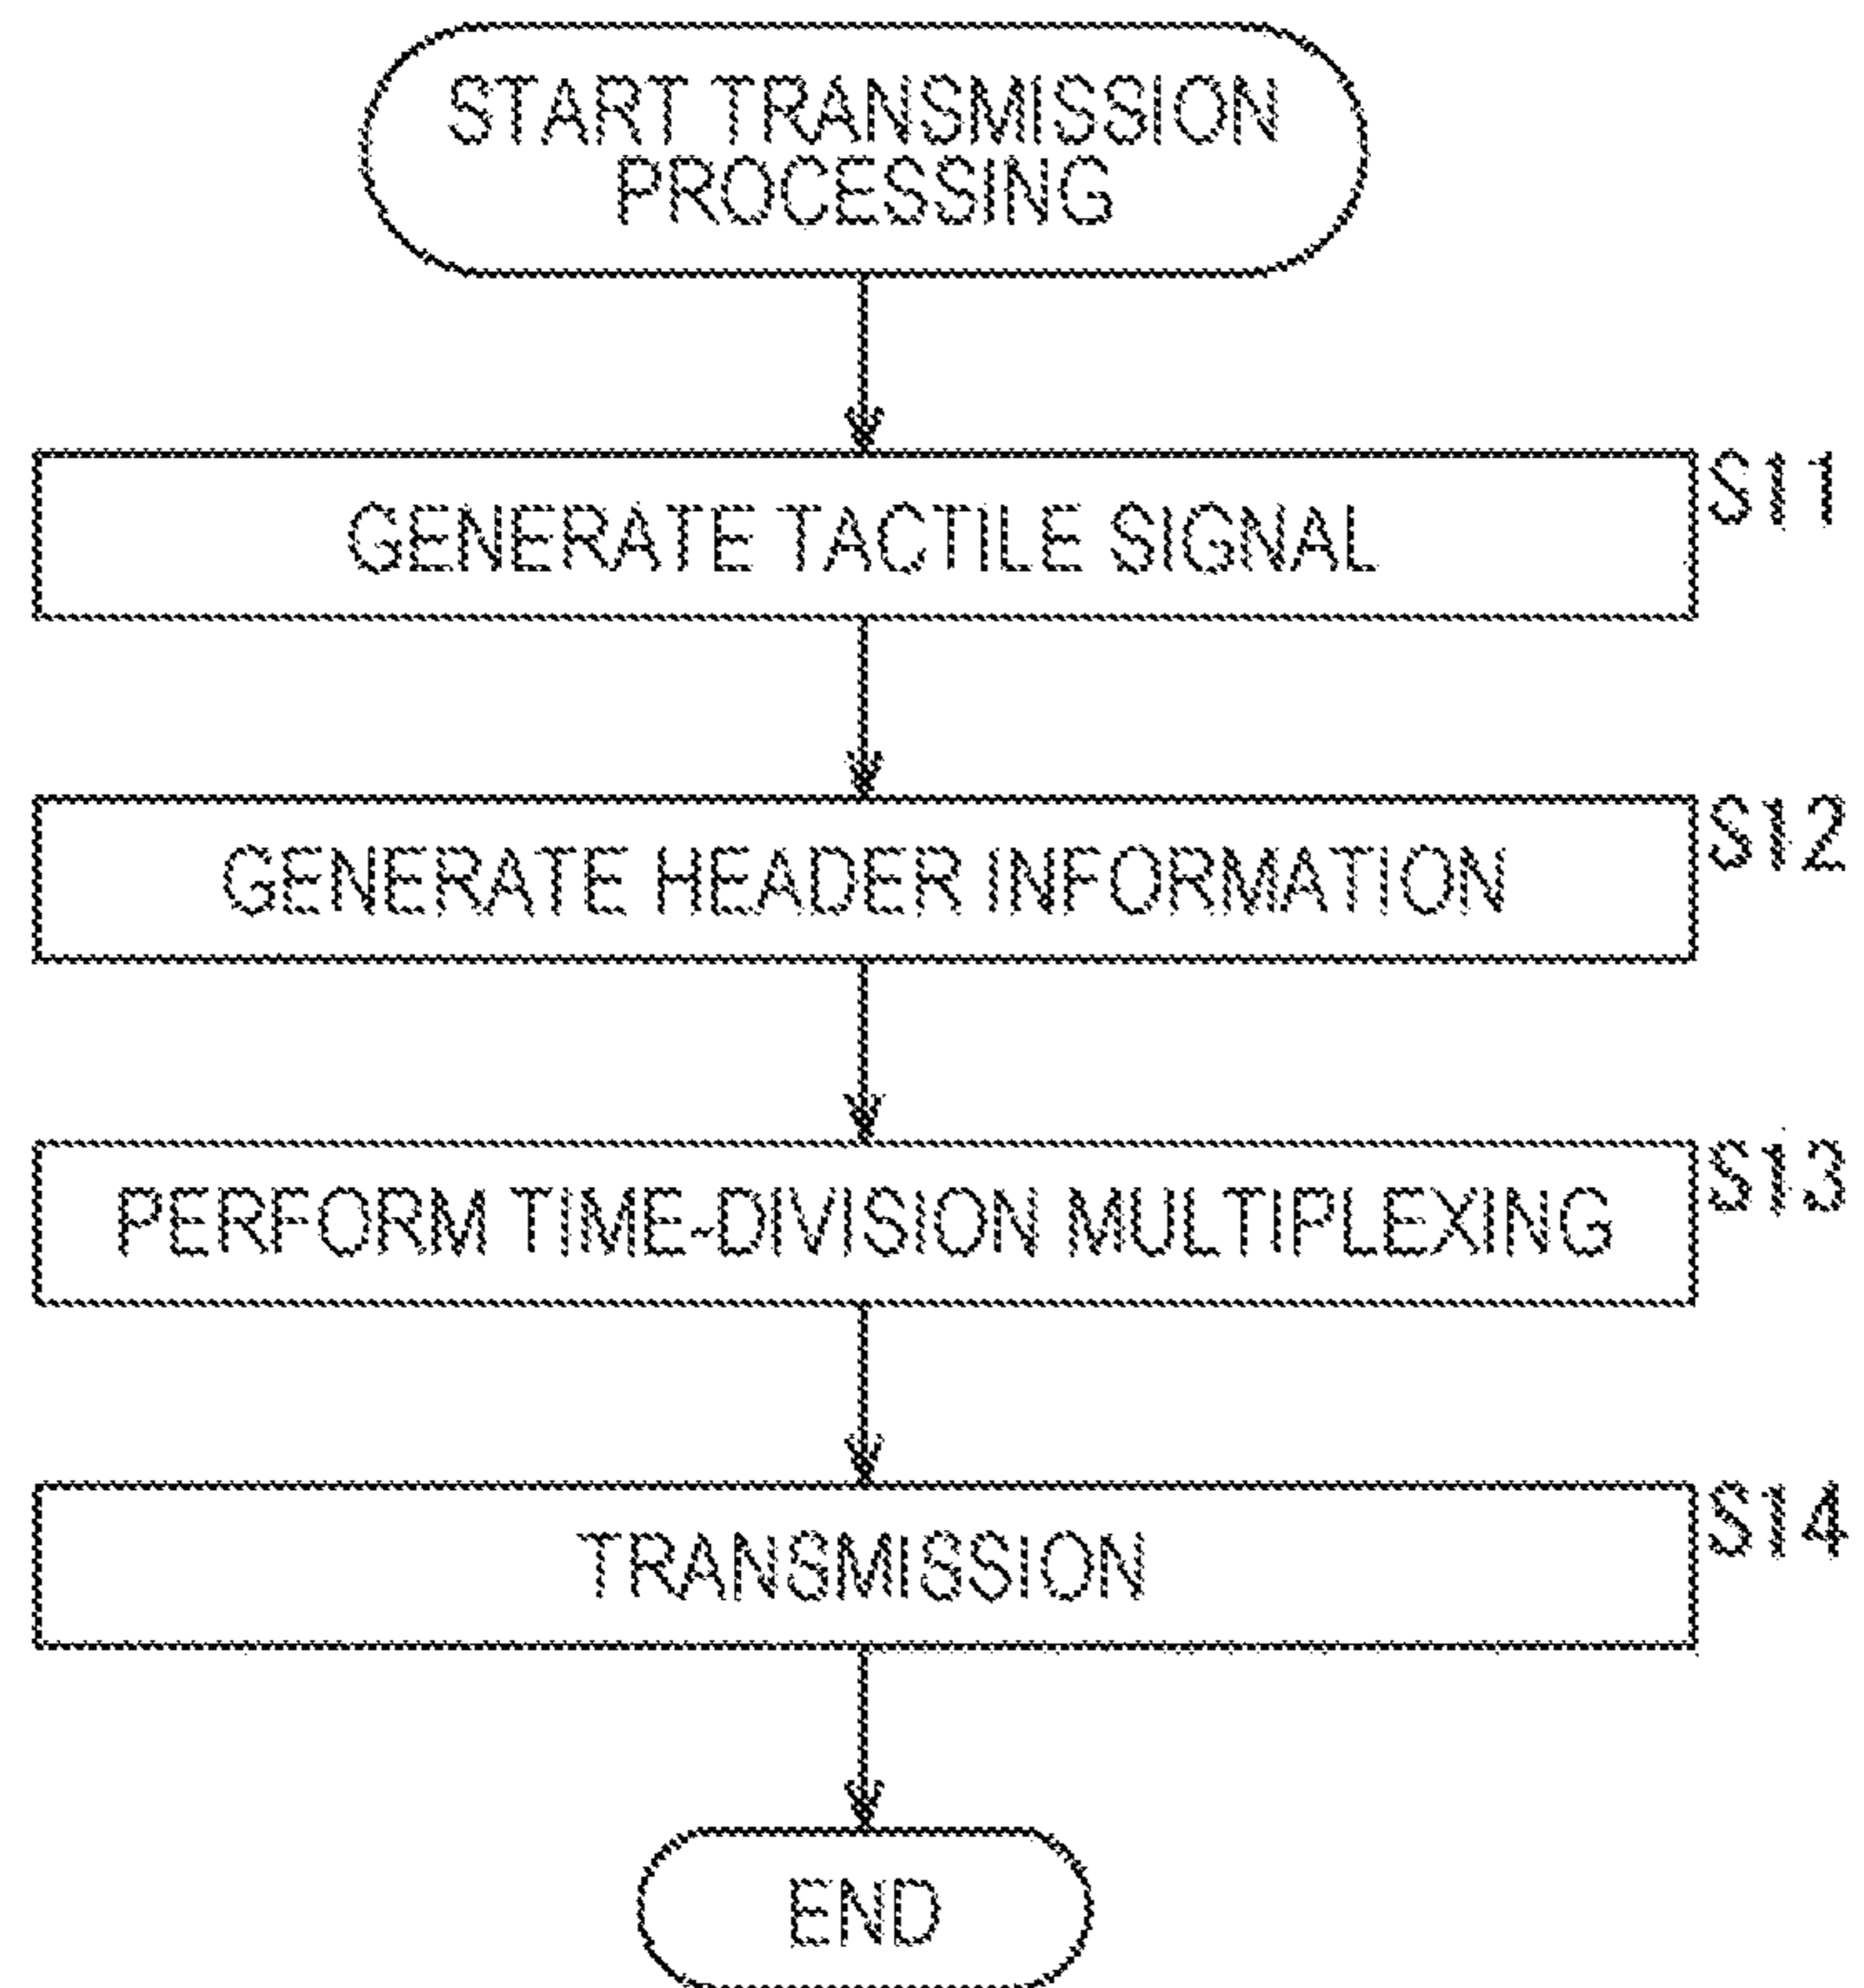 START TRANSMISSION
PROCESSING
GENERATE TACTILE SIGNAL
S11
GENERATE HEADER INFORMATION
S12
PERFORM TIME-DIVISION MULTIPLEXING
S13
TRANSMISSION
S14
END